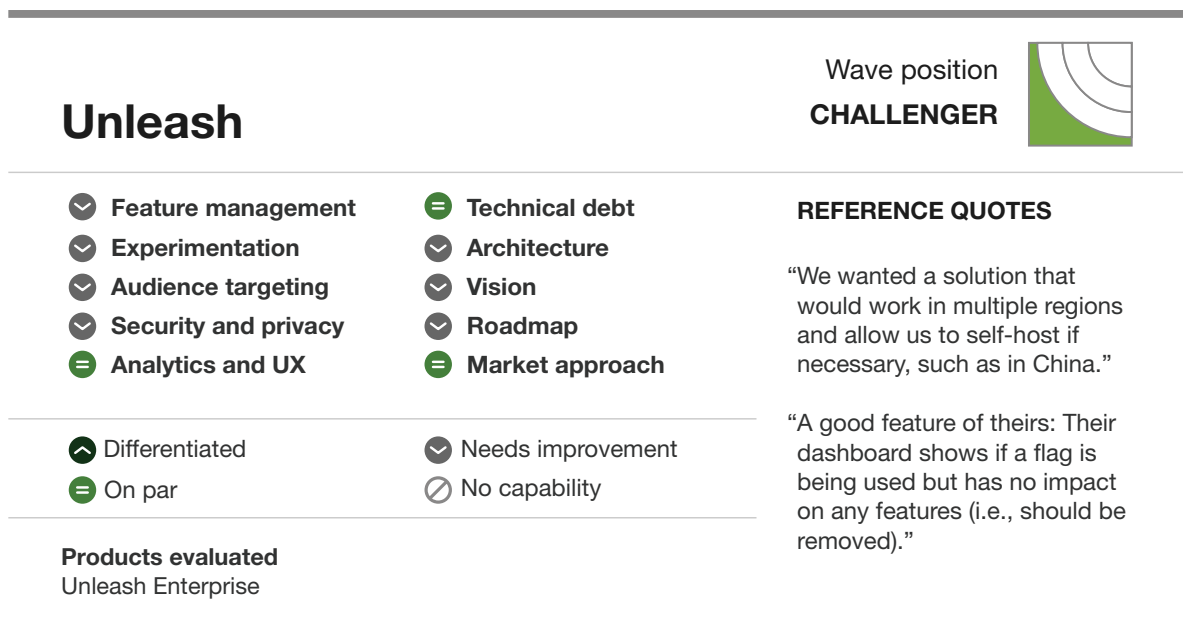 Unleash
Wave position
CHALLENGER
Feature management
Experimentation
Audience targeting
Security and privacy
Analytics and UX
Technical debt
Architecture
Vision
Roadmap
Market approach
Differentiated
On par
Needs improvement
No capability
Products evaluated
Unleash Enterprise
REFERENCE QUOTES
“We wanted a solution that
would work in multiple regions
and allow us to self-host if
necessary, such as in China.”
“A good feature of theirs: Their
dashboard shows if a flag is
being used but has no impact
on any features (i.e., should be
removed).”